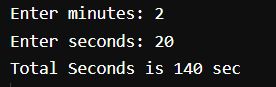 Enter minutes: 2
Enter seconds: 20
Total Seconds is 140 sec